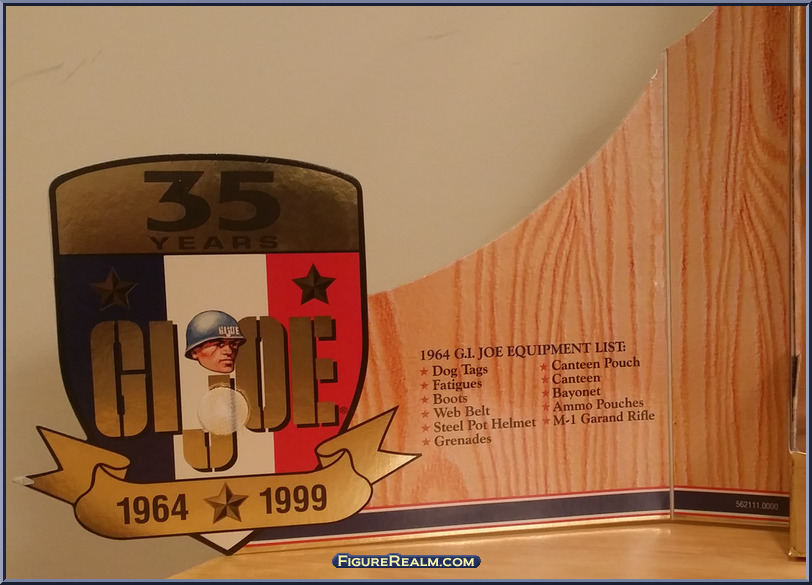 35
YEARS
GI JOE
GI JOE
®
1964 1999
1964 G.I. JOE EQUIPMENT LIST:
Dog Tags
Fatigues
Boots
Web Belt
Steel Pot Helmet
Grenades
Canteen Pouch
Canteen
Bayonet
Ammo Pouches
M-1 Garand Rifle
562111.0000
FIGUREREALM.COM